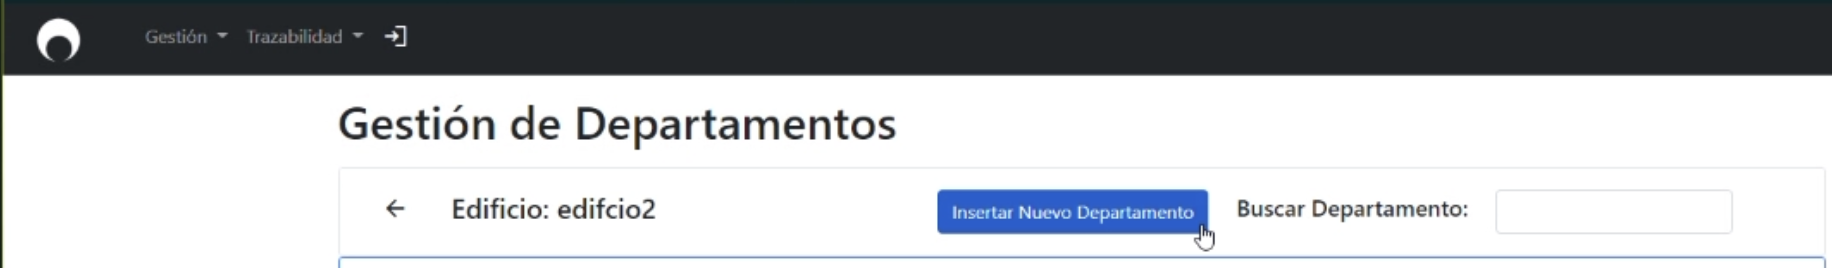 Gestión Trazabilidad
Gestión de Departamentos
Edificio: edifcio2 Insertar Nuevo Departamento Buscar Departamento: